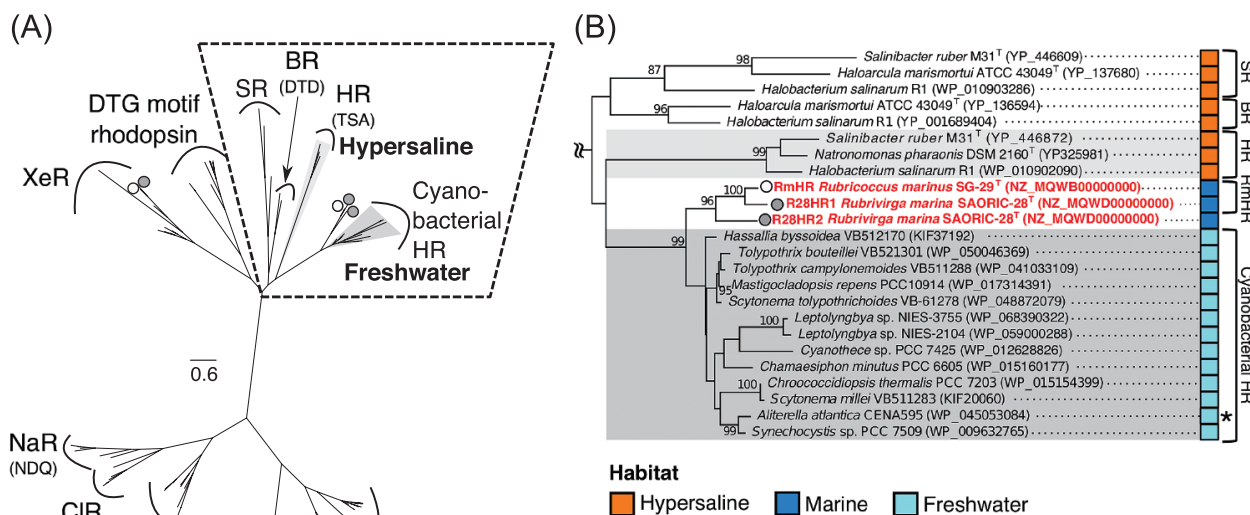 (A)
BR
(DTD)
SR
HR
(TSA)
Hypersaline
DTG motif
rhodopsin
XeR
Cyano-
bacterial
HR
Freshwater
0.6
NaR
(NDQ)
ClR
(B)
98
Salinibacter ruber M31ᵀ (YP_446609)
87
Haloarcula marismortui ATCC 43049ᵀ (YP_137680)
Halobacterium salinarum R1 (WP_010903286)
SR
96
Haloarcula marismortui ATCC 43049ᵀ (YP_136594)
Halobacterium salinarum R1 (YP_001689404)
BR
Salinibacter ruber M31ᵀ (YP_446872)
99
Natronomonas pharaonis DSM 2160ᵀ (YP325981)
Halobacterium salinarum R1 (WP_010902090)
HR
100
RmHR Rubricoccus marinus SG-29ᵀ (NZ_MQWB00000000)
96
R28HR1 Rubrivirga marina SAORIC-28ᵀ (NZ_MQWD00000000)
R28HR2 Rubrivirga marina SAORIC-28ᵀ (NZ_MQWD00000000)
RmHR
99
Hassallia byssoidea VB512170 (KIF37192)
Tolypothrix bouteillei VB521301 (WP_050046369)
Tolypothrix campylonemoides VB511288 (WP_041033109)
95
Mastigocladopsis repens PCC10914 (WP_017314391)
Scytonema tolypothrichoides VB-61278 (WP_048872079)
100
Leptolyngbya sp. NIES-3755 (WP_068390322)
Leptolyngbya sp. NIES-2104 (WP_059000288)
Cyanothece sp. PCC 7425 (WP_012628826)
Chamaesiphon minutus PCC 6605 (WP_015160177)
100
Chroococcidiopsis thermalis PCC 7203 (WP_015154399)
Scytonema millei VB511283 (KIF20060)
Aliterella atlantica CENA595 (WP_045053084)
*
99
Synechocystis sp. PCC 7509 (WP_009632765)
Cyanobacterial HR
Habitat
Hypersaline
Marine
Freshwater